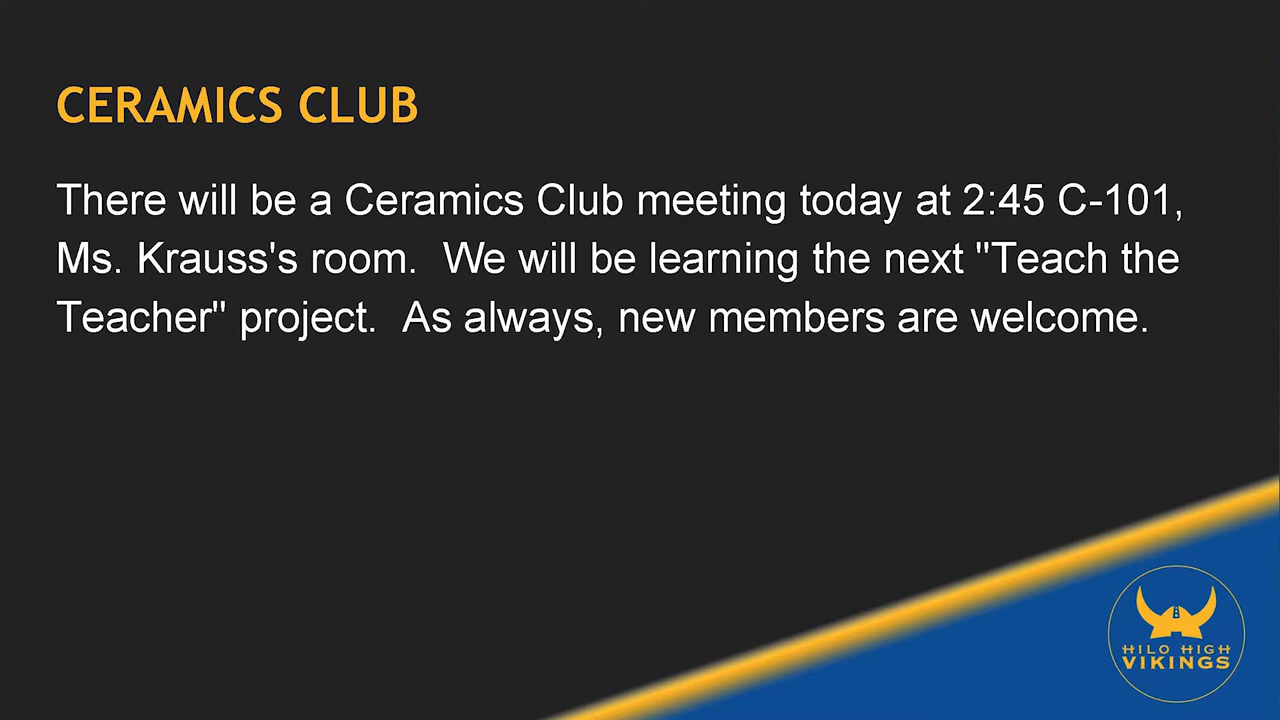 CERAMICS CLUB
There will be a Ceramics Club meeting today at 2:45 C-101,
Ms. Krauss's room.  We will be learning the next "Teach the
Teacher" project.  As always, new members are welcome.
HILO HIGH
VIKINGS